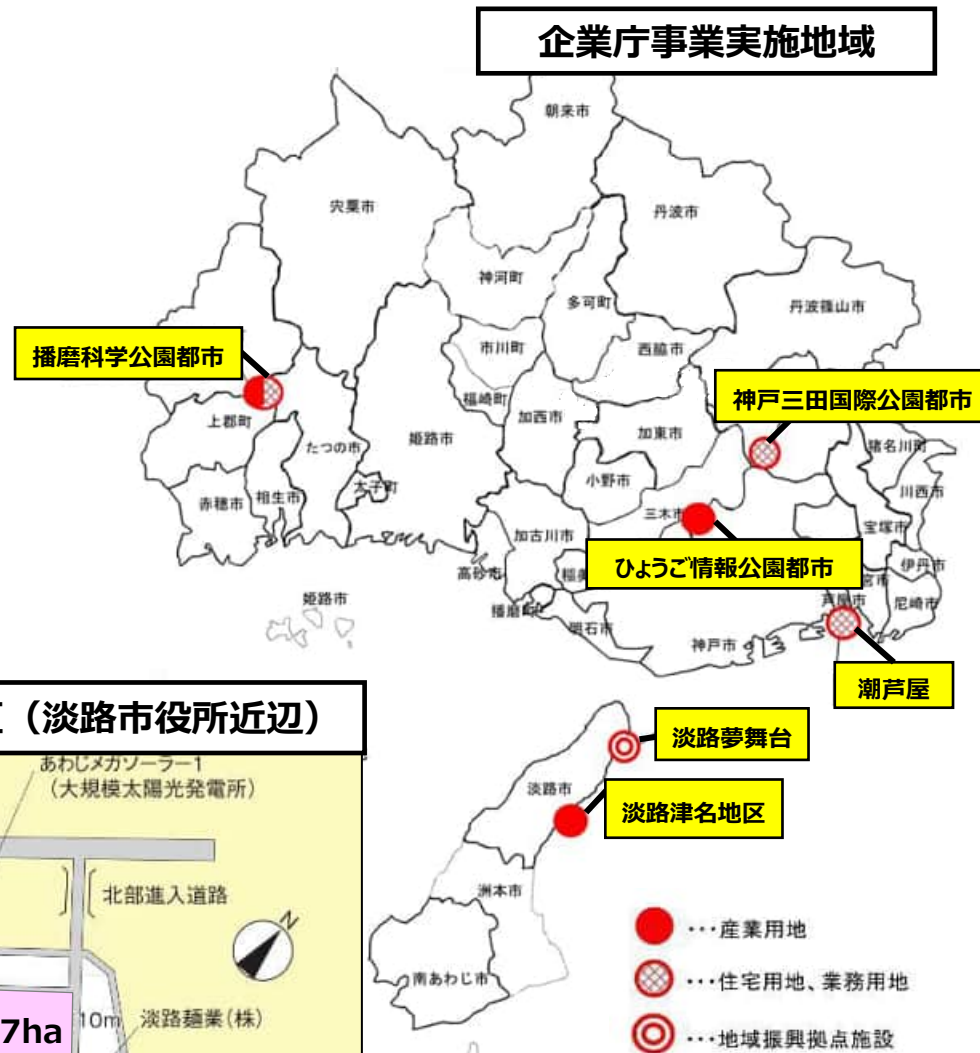 企業庁事業実施地域
朝来市
宍粟市
丹波市
神河町
多可町
丹波篠山市
市川町
西脇市
播磨科学公園都市
福崎町
加西市
神戸三田国際公園都市
上郡町
姫路市
加東市
猪名川町
たつの市
太子町
小野市
川西市
赤穂市
相生市
三木市
加古川市
宝塚市
ひょうご情報公園都市
伊丹市
高砂市
稲美
宮市
芦屋市
尼崎市
姫路市
播磨町
明石市
神戸市
潮芦屋
(淡路市役所近辺)
淡路夢舞台
あわじメガソーラー1
(大規模太陽光発電所)
淡路市
淡路津名地区
北部進入道路
洲本市
N
…産業用地
南あわじ市
…住宅用地、業務用地
7ha
10m
淡路麺業(株)
…地域振興拠点施設